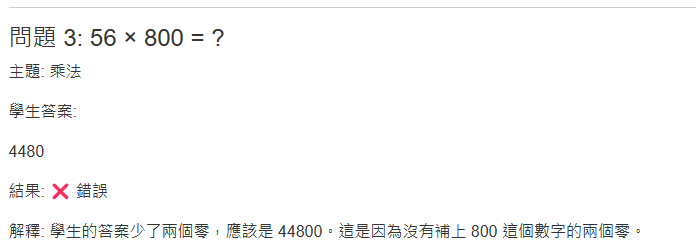 問題 3: 56 × 800 = ?
主題: 乘法
學生答案:
4480
結果: ❌ 錯誤
解釋: 學生的答案少了兩個零，應該是 44800。這是因為沒有補上 800 這個數字的兩個零。